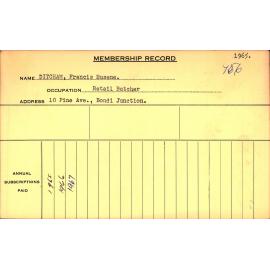 MEMBERSHIP RECORD
1965.
766
NAME DITCHAM, Francis Eugene.
OCCUPATION Retail Butcher
ADDRESS 10 Pine Ave., Bondi Junction.
ANNUAL
SUBSCRIPTIONS
PAID
1965
1966
1967